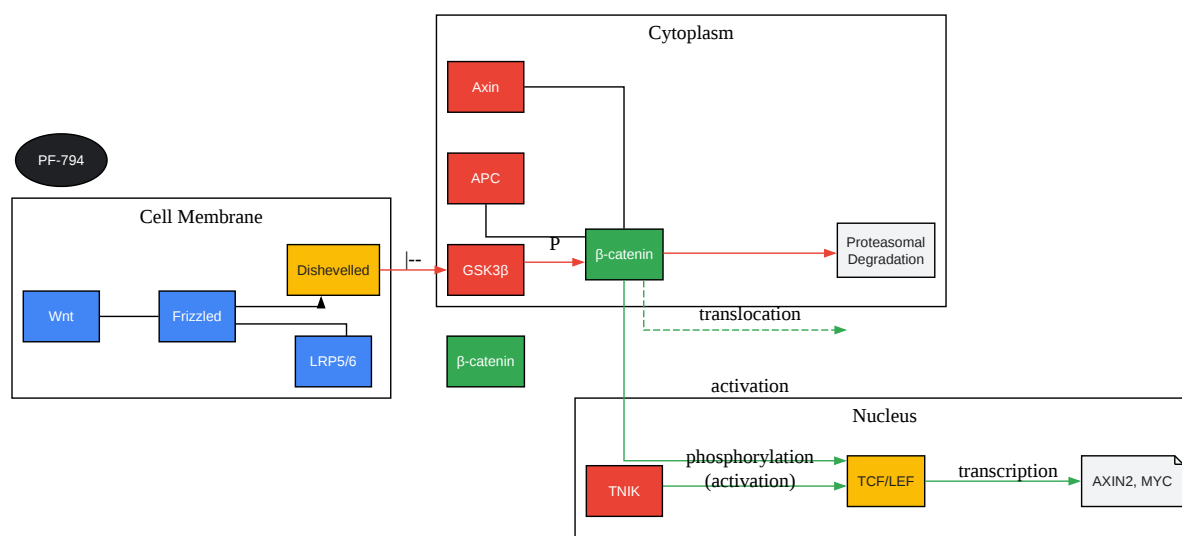 Cytoplasm
Axin
PF-794
APC
Cell Membrane
P
Proteasomal
Degradation
β-catenin
Dishevelled
|--
GSK3β
Wnt
Frizzled
translocation
LRP5/6
β-catenin
activation
Nucleus
phosphorylation
(activation)
TNIK
TCF/LEF
transcription
AXIN2, MYC